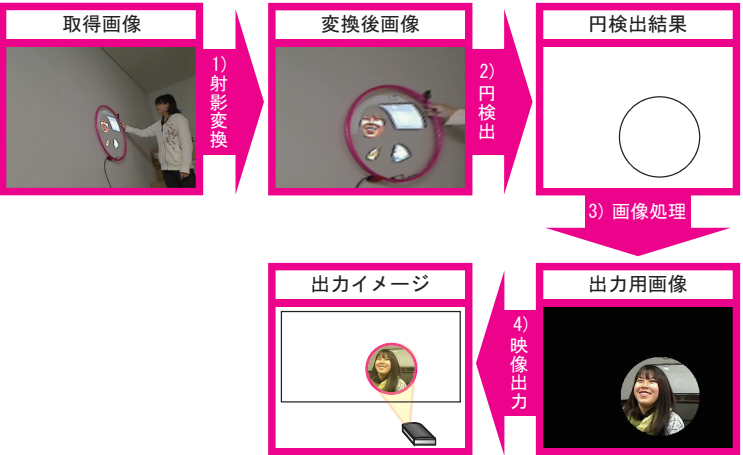 取得画像
1)
射影変換
変換後画像
2)
円検出
円検出結果
3) 画像処理
出力用画像
4)
映像出力
出力イメージ